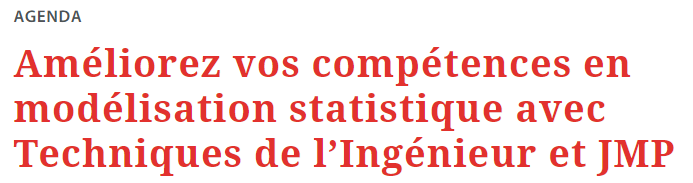 AGENDA
Améliorez vos compétences en
modélisation statistique avec
Techniques de l’Ingénieur et JMP